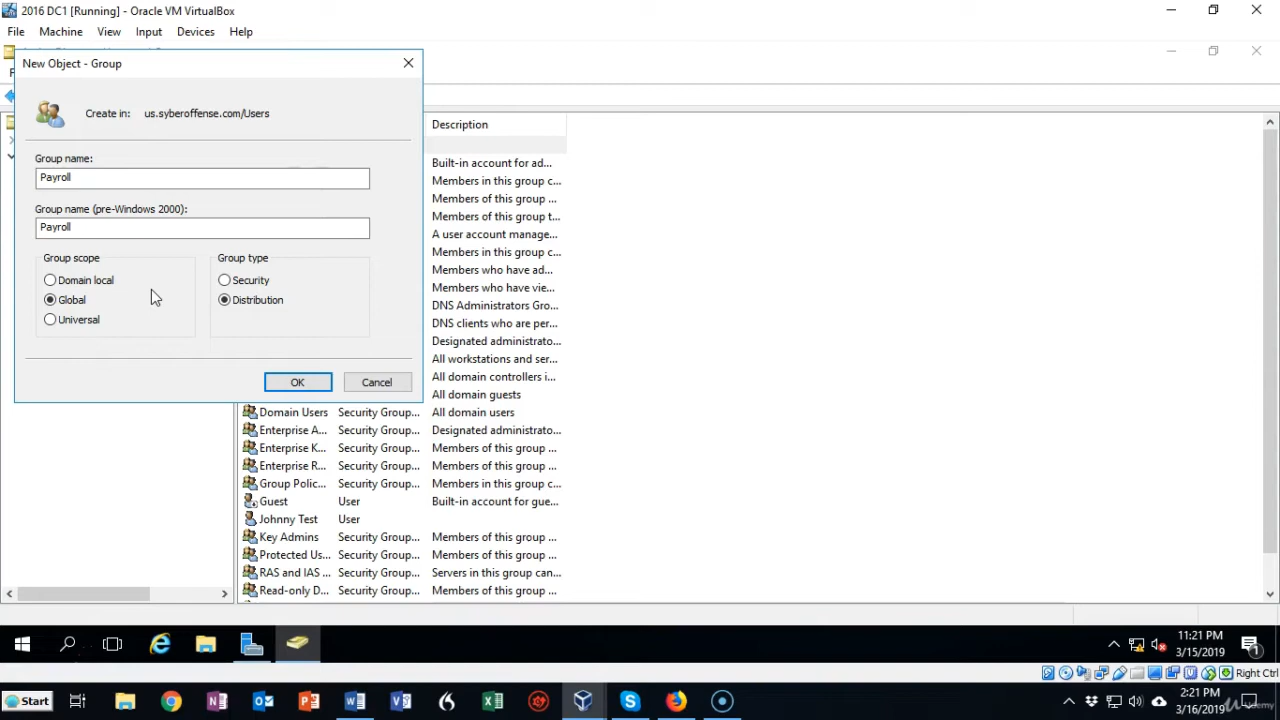 2016 DC1 [Running] - Oracle VM VirtualBox
File Machine View Input Devices Help
New Object - Group
Create in: us.syberoffense.com/Users
Group name:
Payroll
Group name (pre-Windows 2000):
Payroll
Group scope
Domain local
Global
Universal
Group type
Security
Distribution
OK Cancel
Description
Built-in account for ad...
Members in this group c...
Members of this group ...
Members of this group t...
A user account manage...
Members in this group c...
Members who have ad...
Members who have vie...
DNS Administrators Gro...
DNS clients who are per...
Designated administrato...
All workstations and ser...
All domain controllers i...
All domain guests
Domain Users Security Group... All domain users
Enterprise A... Security Group... Designated administrato...
Enterprise K... Security Group... Members of this group ...
Enterprise R... Security Group... Members of this group ...
Group Polic... Security Group... Members in this group c...
Guest User Built-in account for gue...
Johnny Test User
Key Admins Security Group... Members of this group ...
Protected Us... Security Group... Members of this group ...
RAS and IAS ... Security Group... Servers in this group can...
Read-only D... Security Group... Members of this group ...
11:21 PM
3/15/2019
1
Right Ctrl
Start
2:21 PM
3/16/2019
Udemy